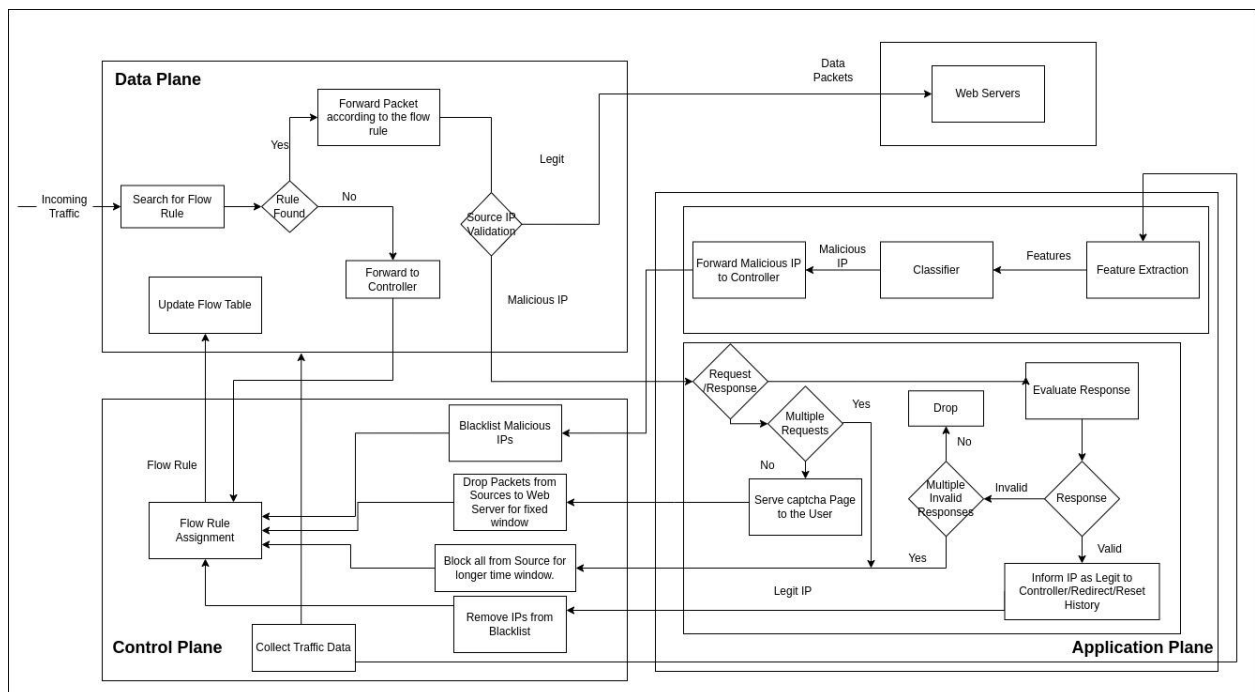 Data Plane
Data
Packets
Web Servers
Forward Packet
according to the flow
rule
Yes
Legit
Incoming
Traffic
Search for Flow
Rule
Rule
Found
No
Source IP
Validation
Forward to
Controller
Update Flow Table
Malicious IP
Forward Malicious IP
to Controller
Malicious
IP
Classifier
Features
Feature Extraction
Request
/Response
Evaluate Response
Multiple
Requests
Yes
Drop
No
No
Blacklist Malicious
IPs
Flow Rule
Drop Packets from
Sources to Web
Server for fixed
window
Serve captcha Page
to the User
Multiple
Invalid
Responses
Invalid
Response
Flow Rule
Assignment
Valid
Block all from Source for
longer time window.
Yes
Legit IP
Inform IP as Legit to
Controller/Redirect/Reset
History
Remove IPs from
Blacklist
Control Plane
Collect Traffic Data
Application Plane